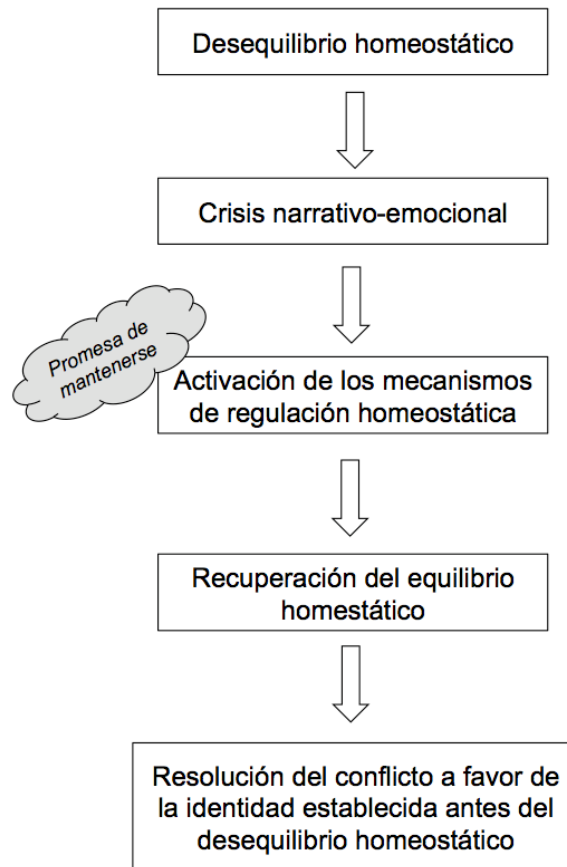 Desequilibrio homeostático
Crisis narrativo-emocional
Promesa de
mantenerse
Activación de los mecanismos
de regulación homeostática
Recuperación del equilibrio
homestático
Resolución del conflicto a favor de
la identidad establecida antes del
desequilibrio homeostático